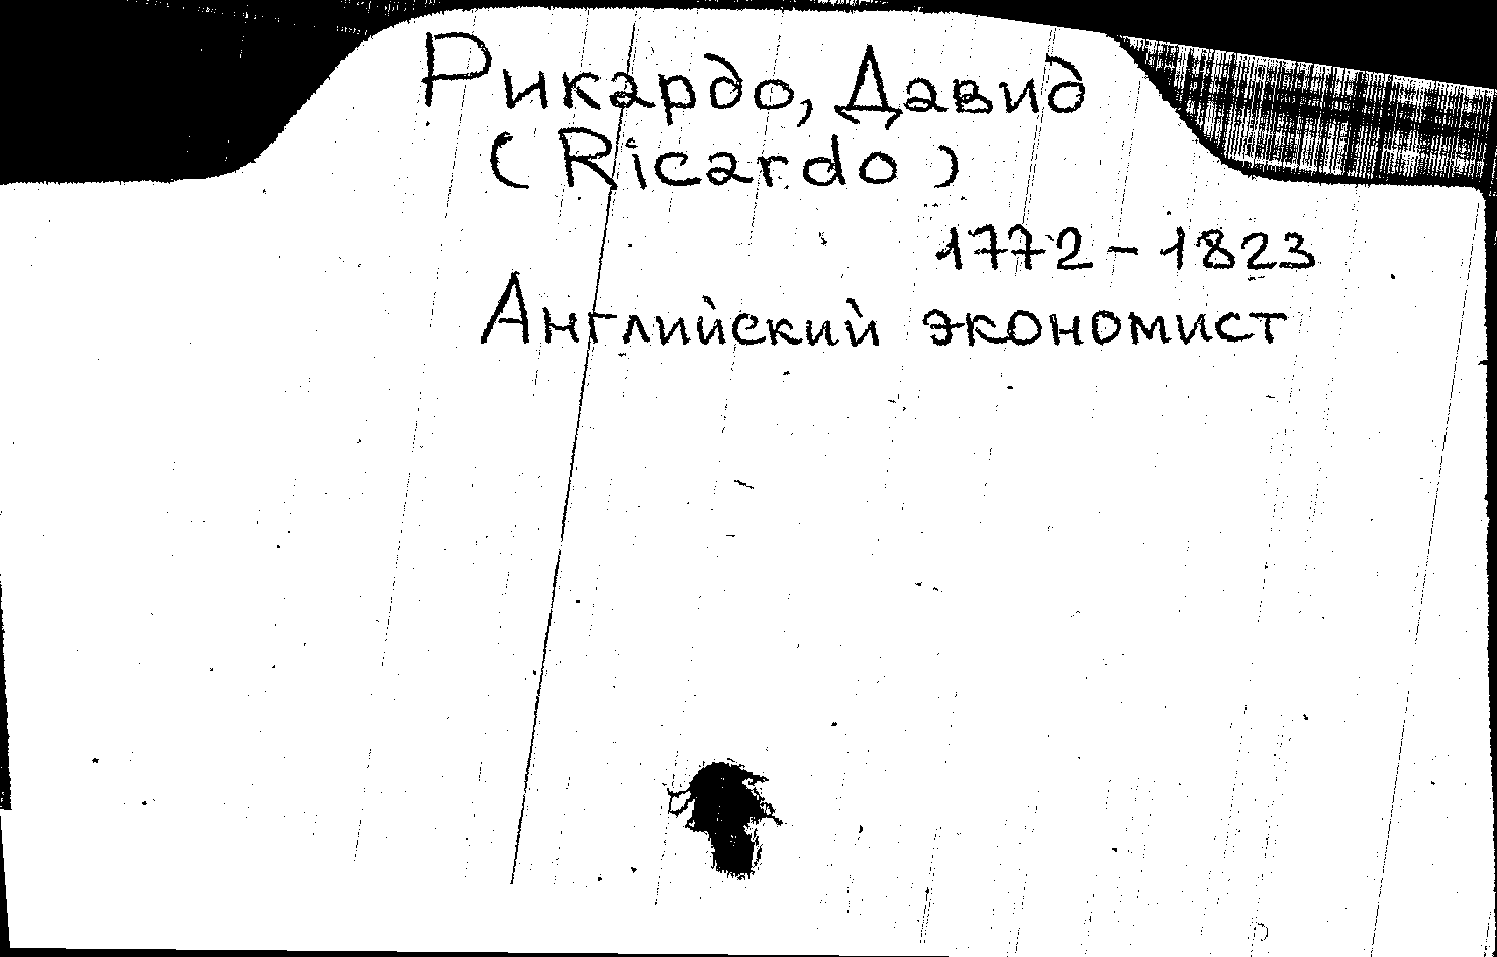 Рикардо, Давид
(Ricardo)
1772 - 1823
Английский экономист